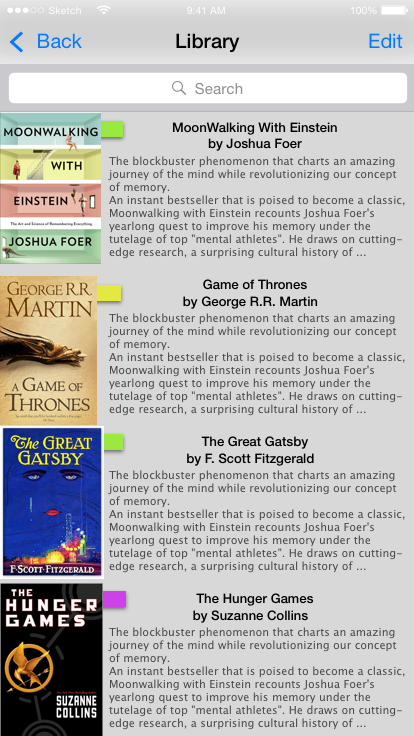 Sketch 9:41 AM 100%
Back Library Edit
Search
MOONWALKING
WITH
EINSTEIN
The Art and Science of Remembering Everything
JOSHUA FOER
MoonWalking With Einstein
by Joshua Foer
The blockbuster phenomenon that charts an amazing
journey of the mind while revolutionizing our concept
of memory.
An instant bestseller that is poised to become a classic,
Moonwalking with Einstein recounts Joshua Foer's
yearlong quest to improve his memory under the
tutelage of top "mental athletes". He draws on cutting-
edge research, a surprising cultural history of ...
GEORGE R.R.
MARTIN
A GAME OF
THRONES
Game of Thrones
by George R.R. Martin
The blockbuster phenomenon that charts an amazing
journey of the mind while revolutionizing our concept
of memory.
An instant bestseller that is poised to become a classic,
Moonwalking with Einstein recounts Joshua Foer's
yearlong quest to improve his memory under the
tutelage of top "mental athletes". He draws on cutting-
edge research, a surprising cultural history of ...
The GREAT
GATSBY
F·SCOTT·FITZGERALD
The Great Gatsby
by F. Scott Fitzgerald
The blockbuster phenomenon that charts an amazing
journey of the mind while revolutionizing our concept
of memory.
An instant bestseller that is poised to become a classic,
Moonwalking with Einstein recounts Joshua Foer's
yearlong quest to improve his memory under the
tutelage of top "mental athletes". He draws on cutting-
edge research, a surprising cultural history of ...
THE
HUNGER
GAMES
SUZANNE
COLLINS
The Hunger Games
by Suzanne Collins
The blockbuster phenomenon that charts an amazing
journey of the mind while revolutionizing our concept
of memory.
An instant bestseller that is poised to become a classic,
Moonwalking with Einstein recounts Joshua Foer's
yearlong quest to improve his memory under the
tutelage of top "mental athletes". He draws on cutting-
edge research, a surprising cultural history of ...